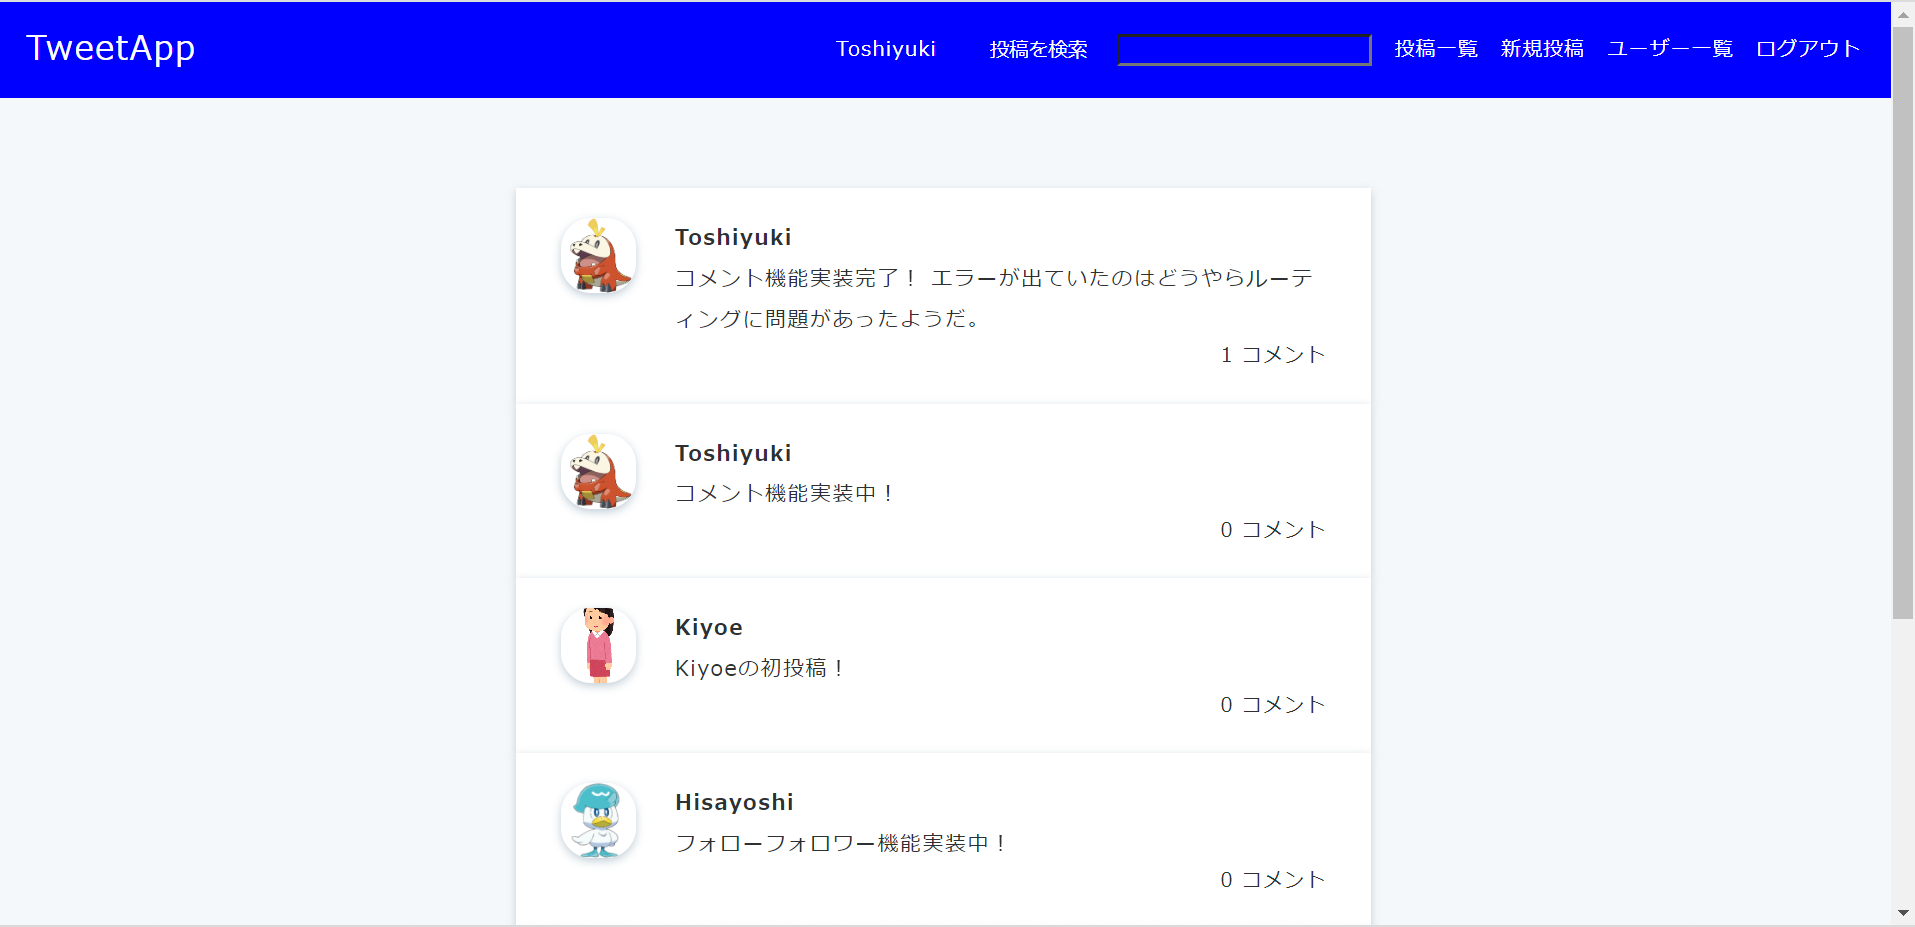 TweetApp
Toshiyuki 投稿を検索 投稿一覧 新規投稿 ユーザー一覧 ログアウト
Toshiyuki
コメント機能実装完了！ エラーが出ていたのはどうやらルーテ
ィングに問題があったようだ。
1 コメント
Toshiyuki
コメント機能実装中！
0 コメント
Kiyoe
Kiyoeの初投稿！
0 コメント
Hisayoshi
フォローフォロワー機能実装中！
0 コメント